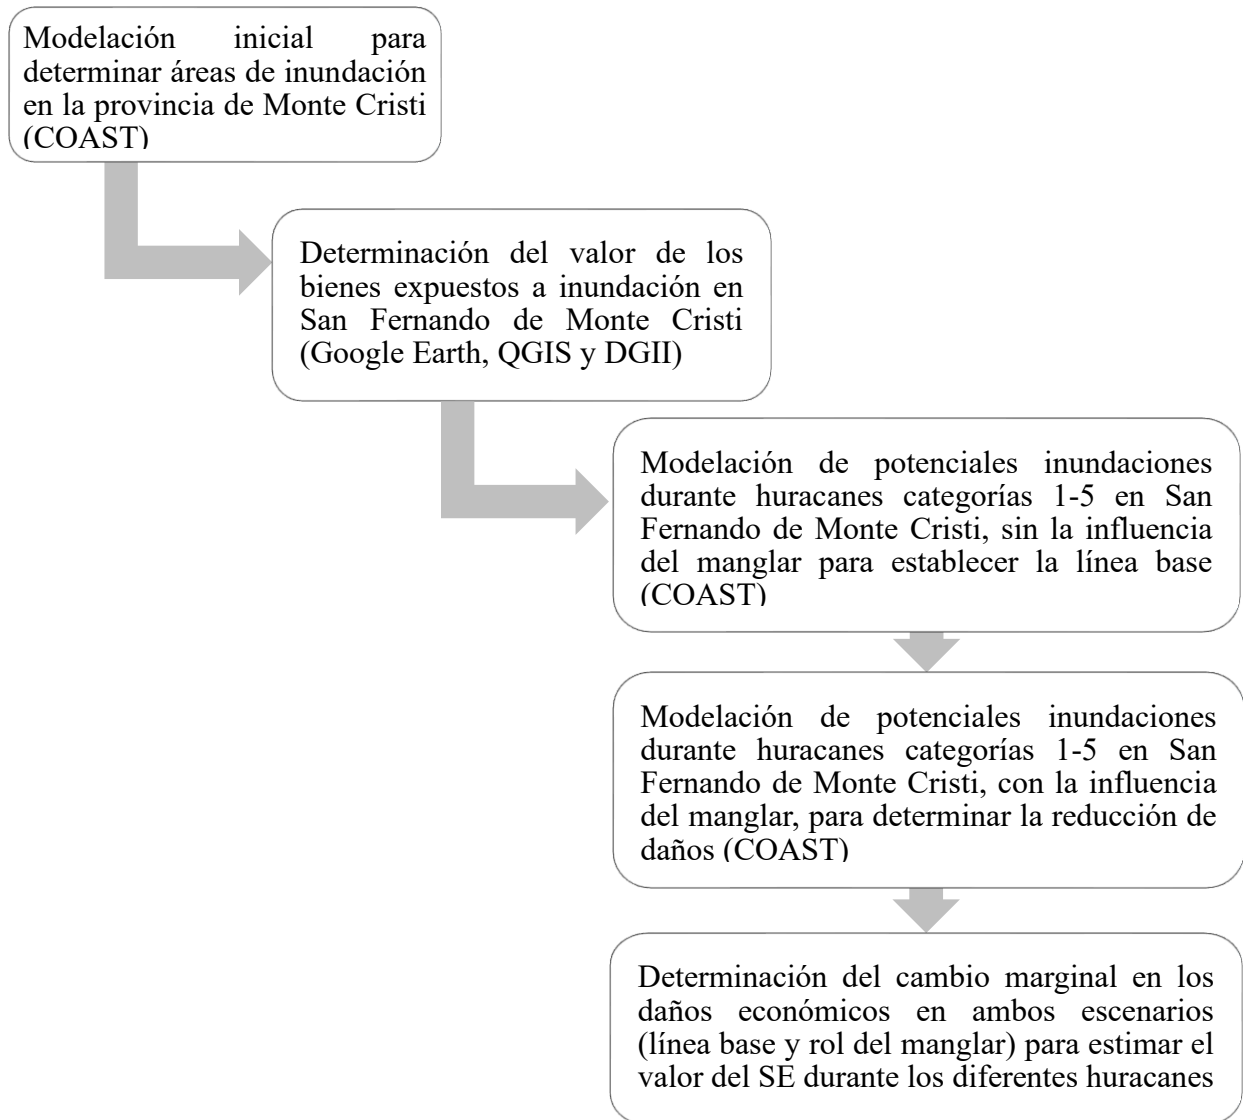 Modelación inicial para
determinar áreas de inundación
en la provincia de Monte Cristi
(COAST)
Determinación del valor de los
bienes expuestos a inundación en
San Fernando de Monte Cristi
(Google Earth, QGIS y DGII)
Modelación de potenciales inundaciones
durante huracanes categorías 1-5 en San
Fernando de Monte Cristi, sin la influencia
del manglar para establecer la línea base
(COAST)
Modelación de potenciales inundaciones
durante huracanes categorías 1-5 en San
Fernando de Monte Cristi, con la influencia
del manglar, para determinar la reducción de
daños (COAST)
Determinación del cambio marginal en los
daños económicos en ambos escenarios
(línea base y rol del manglar) para estimar el
valor del SE durante los diferentes huracanes